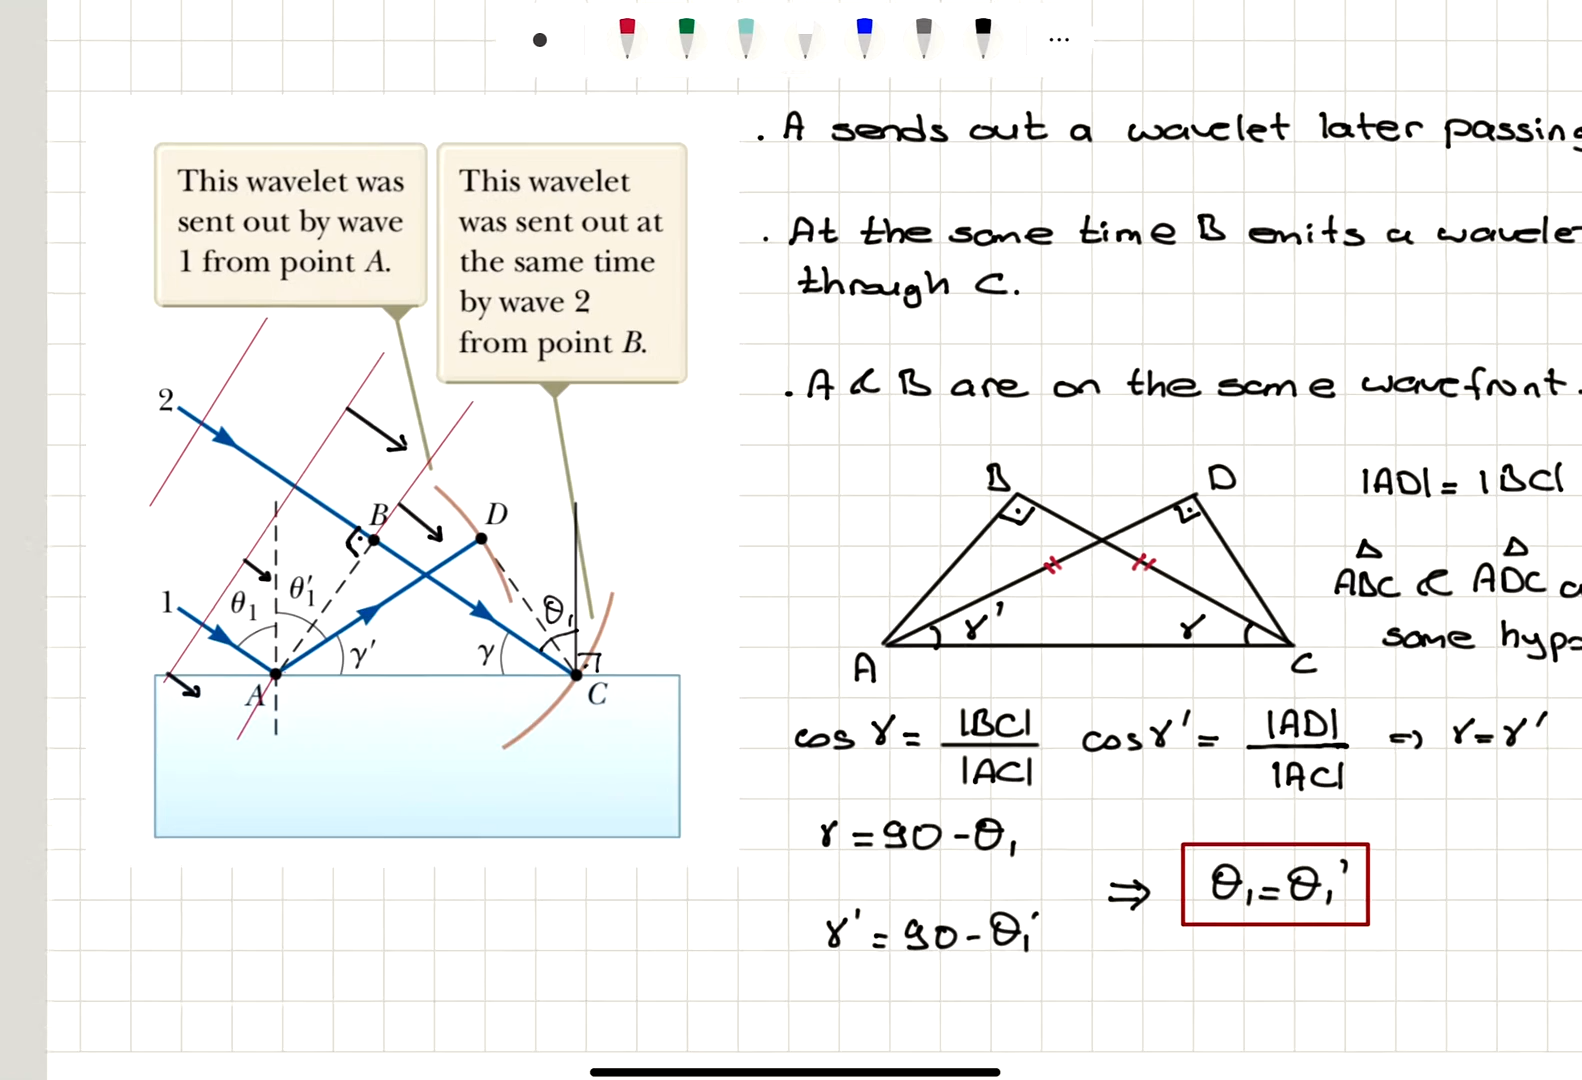 This wavelet was
sent out by wave
1 from point A.
This wavelet
was sent out at
the same time
by wave 2
from point B.
2
B
D
1
θ₁
θ₁′
θ₁
γ′
γ
A
C
. A sends out a wavelet later passing
. At the same time B emits a wavele
through C.
. A & B are on the same wavefront.
B
D
γ'
γ
A
C
|AD| = |BC|
ABC & ADC
same hypo
cos γ = |BC| / |AC| cos γ' = |AD| / |AC| => γ = γ'
γ = 90 - θ₁
=> θ₁ = θ₁'
γ' = 90 - θ₁'
...